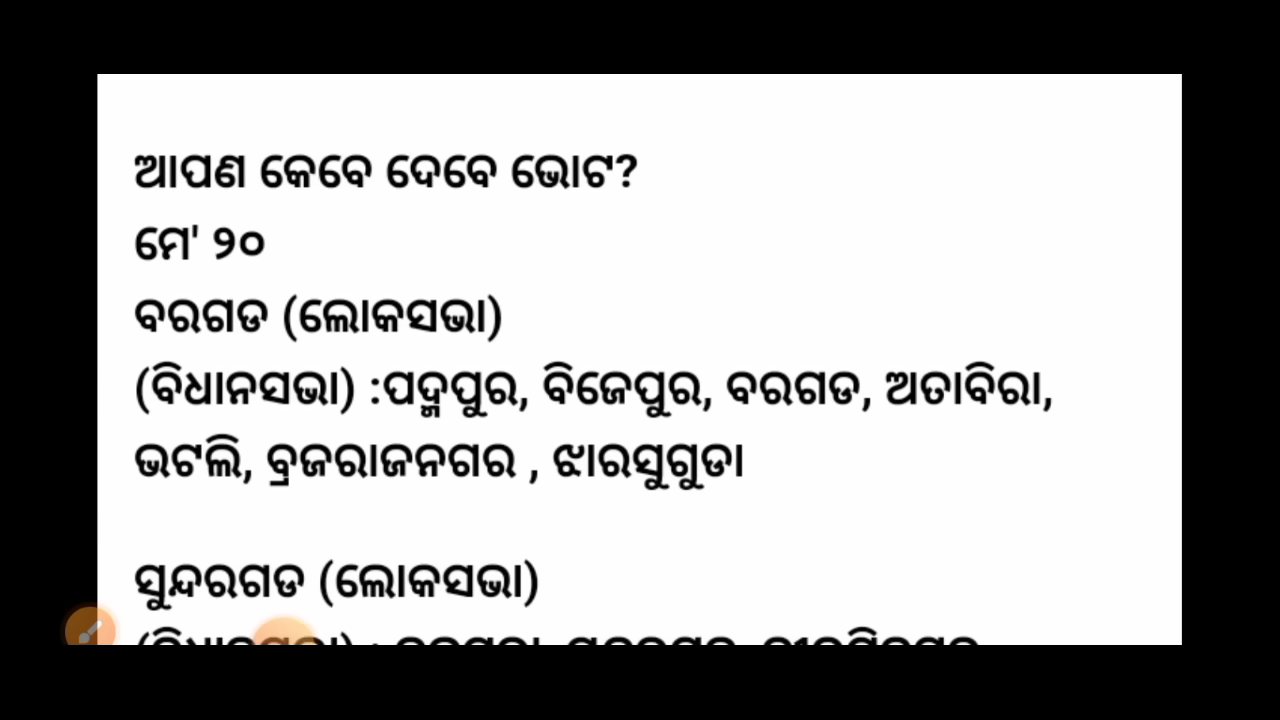 ଆପଣ କେବେ ଦେବେ ଭୋଟ?
ମେ' ୨୦
ବରଗଡ (ଲୋକସଭା)
(ବିଧାନସଭା) :ପଦ୍ମପୁର, ବିଜେପୁର, ବରଗଡ, ଅତାବିରା,
ଭଟଲି, ବ୍ରଜରାଜନଗର , ଝାରସୁଗୁଡା
ସୁନ୍ଦରଗଡ (ଲୋକସଭା)